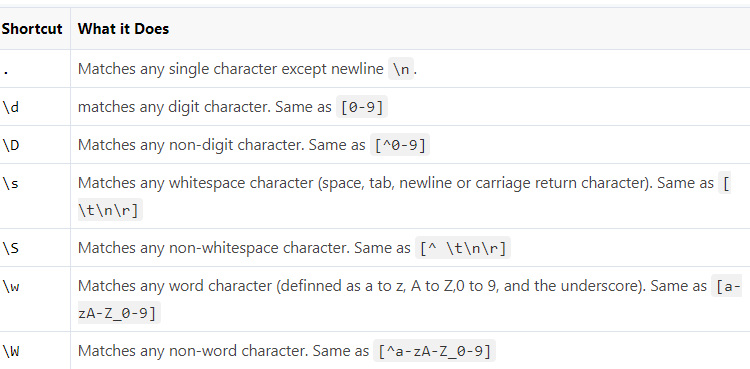 Shortcut What it Does
. Matches any single character except newline \n.
\d matches any digit character. Same as [0-9]
\D Matches any non-digit character. Same as [^0-9]
\s Matches any whitespace character (space, tab, newline or carriage return character). Same as [
\t\n\r]
\S Matches any non-whitespace character. Same as [^ \t\n\r]
\w Matches any word character (definned as a to z, A to Z,0 to 9, and the underscore). Same as [a-
zA-Z_0-9]
\W Matches any non-word character. Same as [^a-zA-Z_0-9]